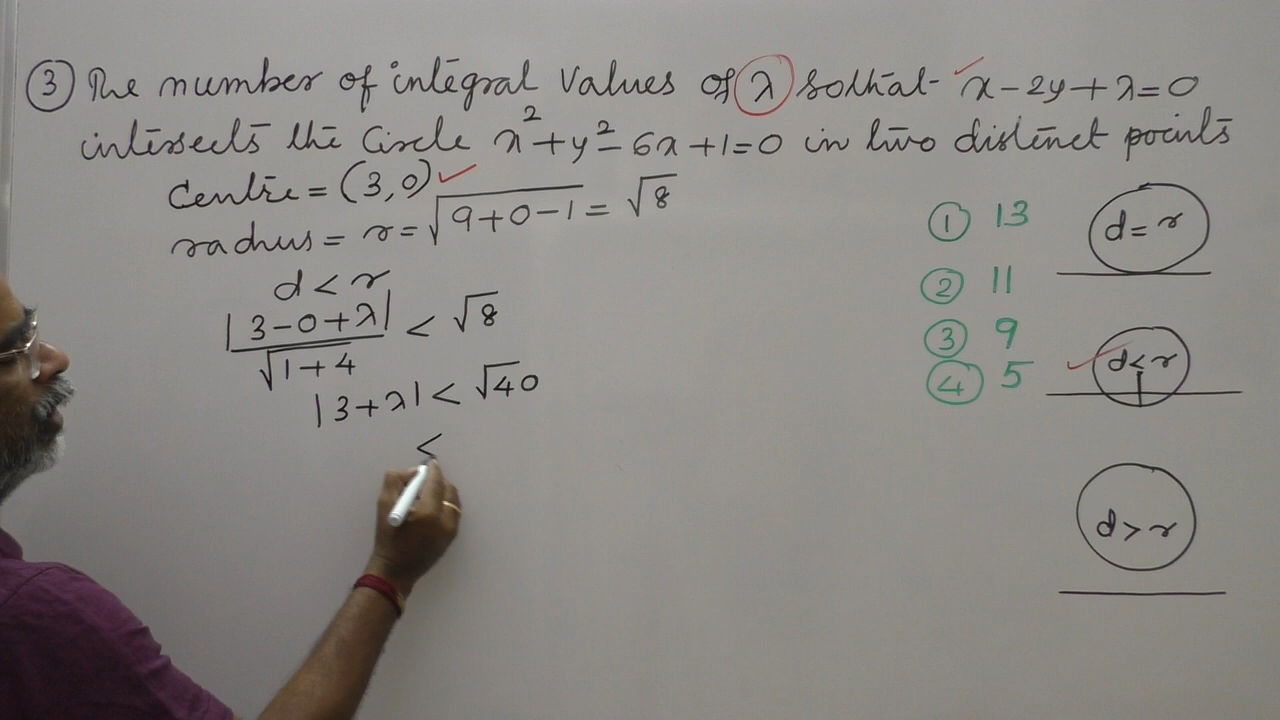 ③ The number of integral values of λ so that x - 2y + λ = 0
intersects the Circle x² + y² - 6x + 1 = 0 in two distinct points
Centre = (3, 0)
radius = r = √(9+0-1) = √8
d < r
|3 - 0 + λ| / √(1+4) < √8
|3 + λ| < √40
<
① 13
② 11
③ 9
④ 5
d = r
d < r
d > r